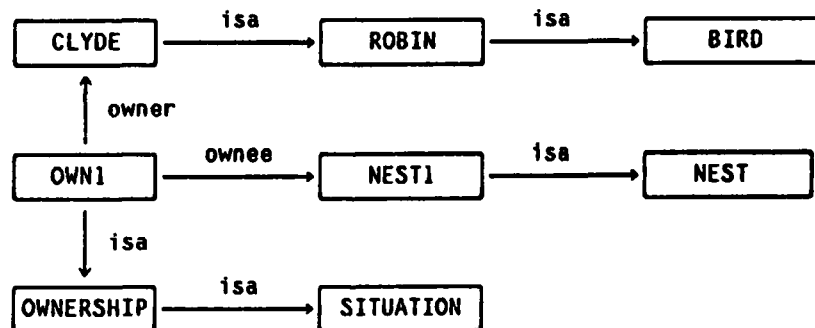 isa isa
CLYDE ROBIN BIRD
owner
ownee isa
OWN1 NEST1 NEST
isa
isa
OWNERSHIP SITUATION